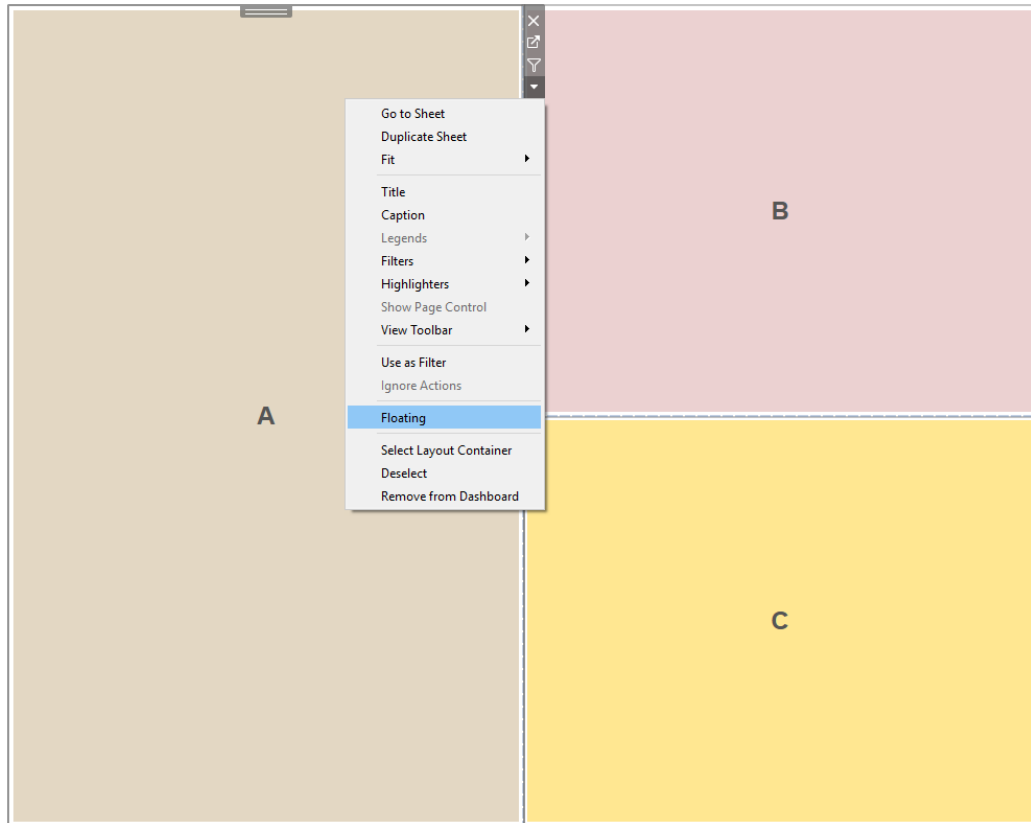 Go to Sheet
Duplicate Sheet
Fit
Title
Caption
Legends
Filters
Highlighters
Show Page Control
View Toolbar
Use as Filter
Ignore Actions
Floating
Select Layout Container
Deselect
Remove from Dashboard
A
B
C